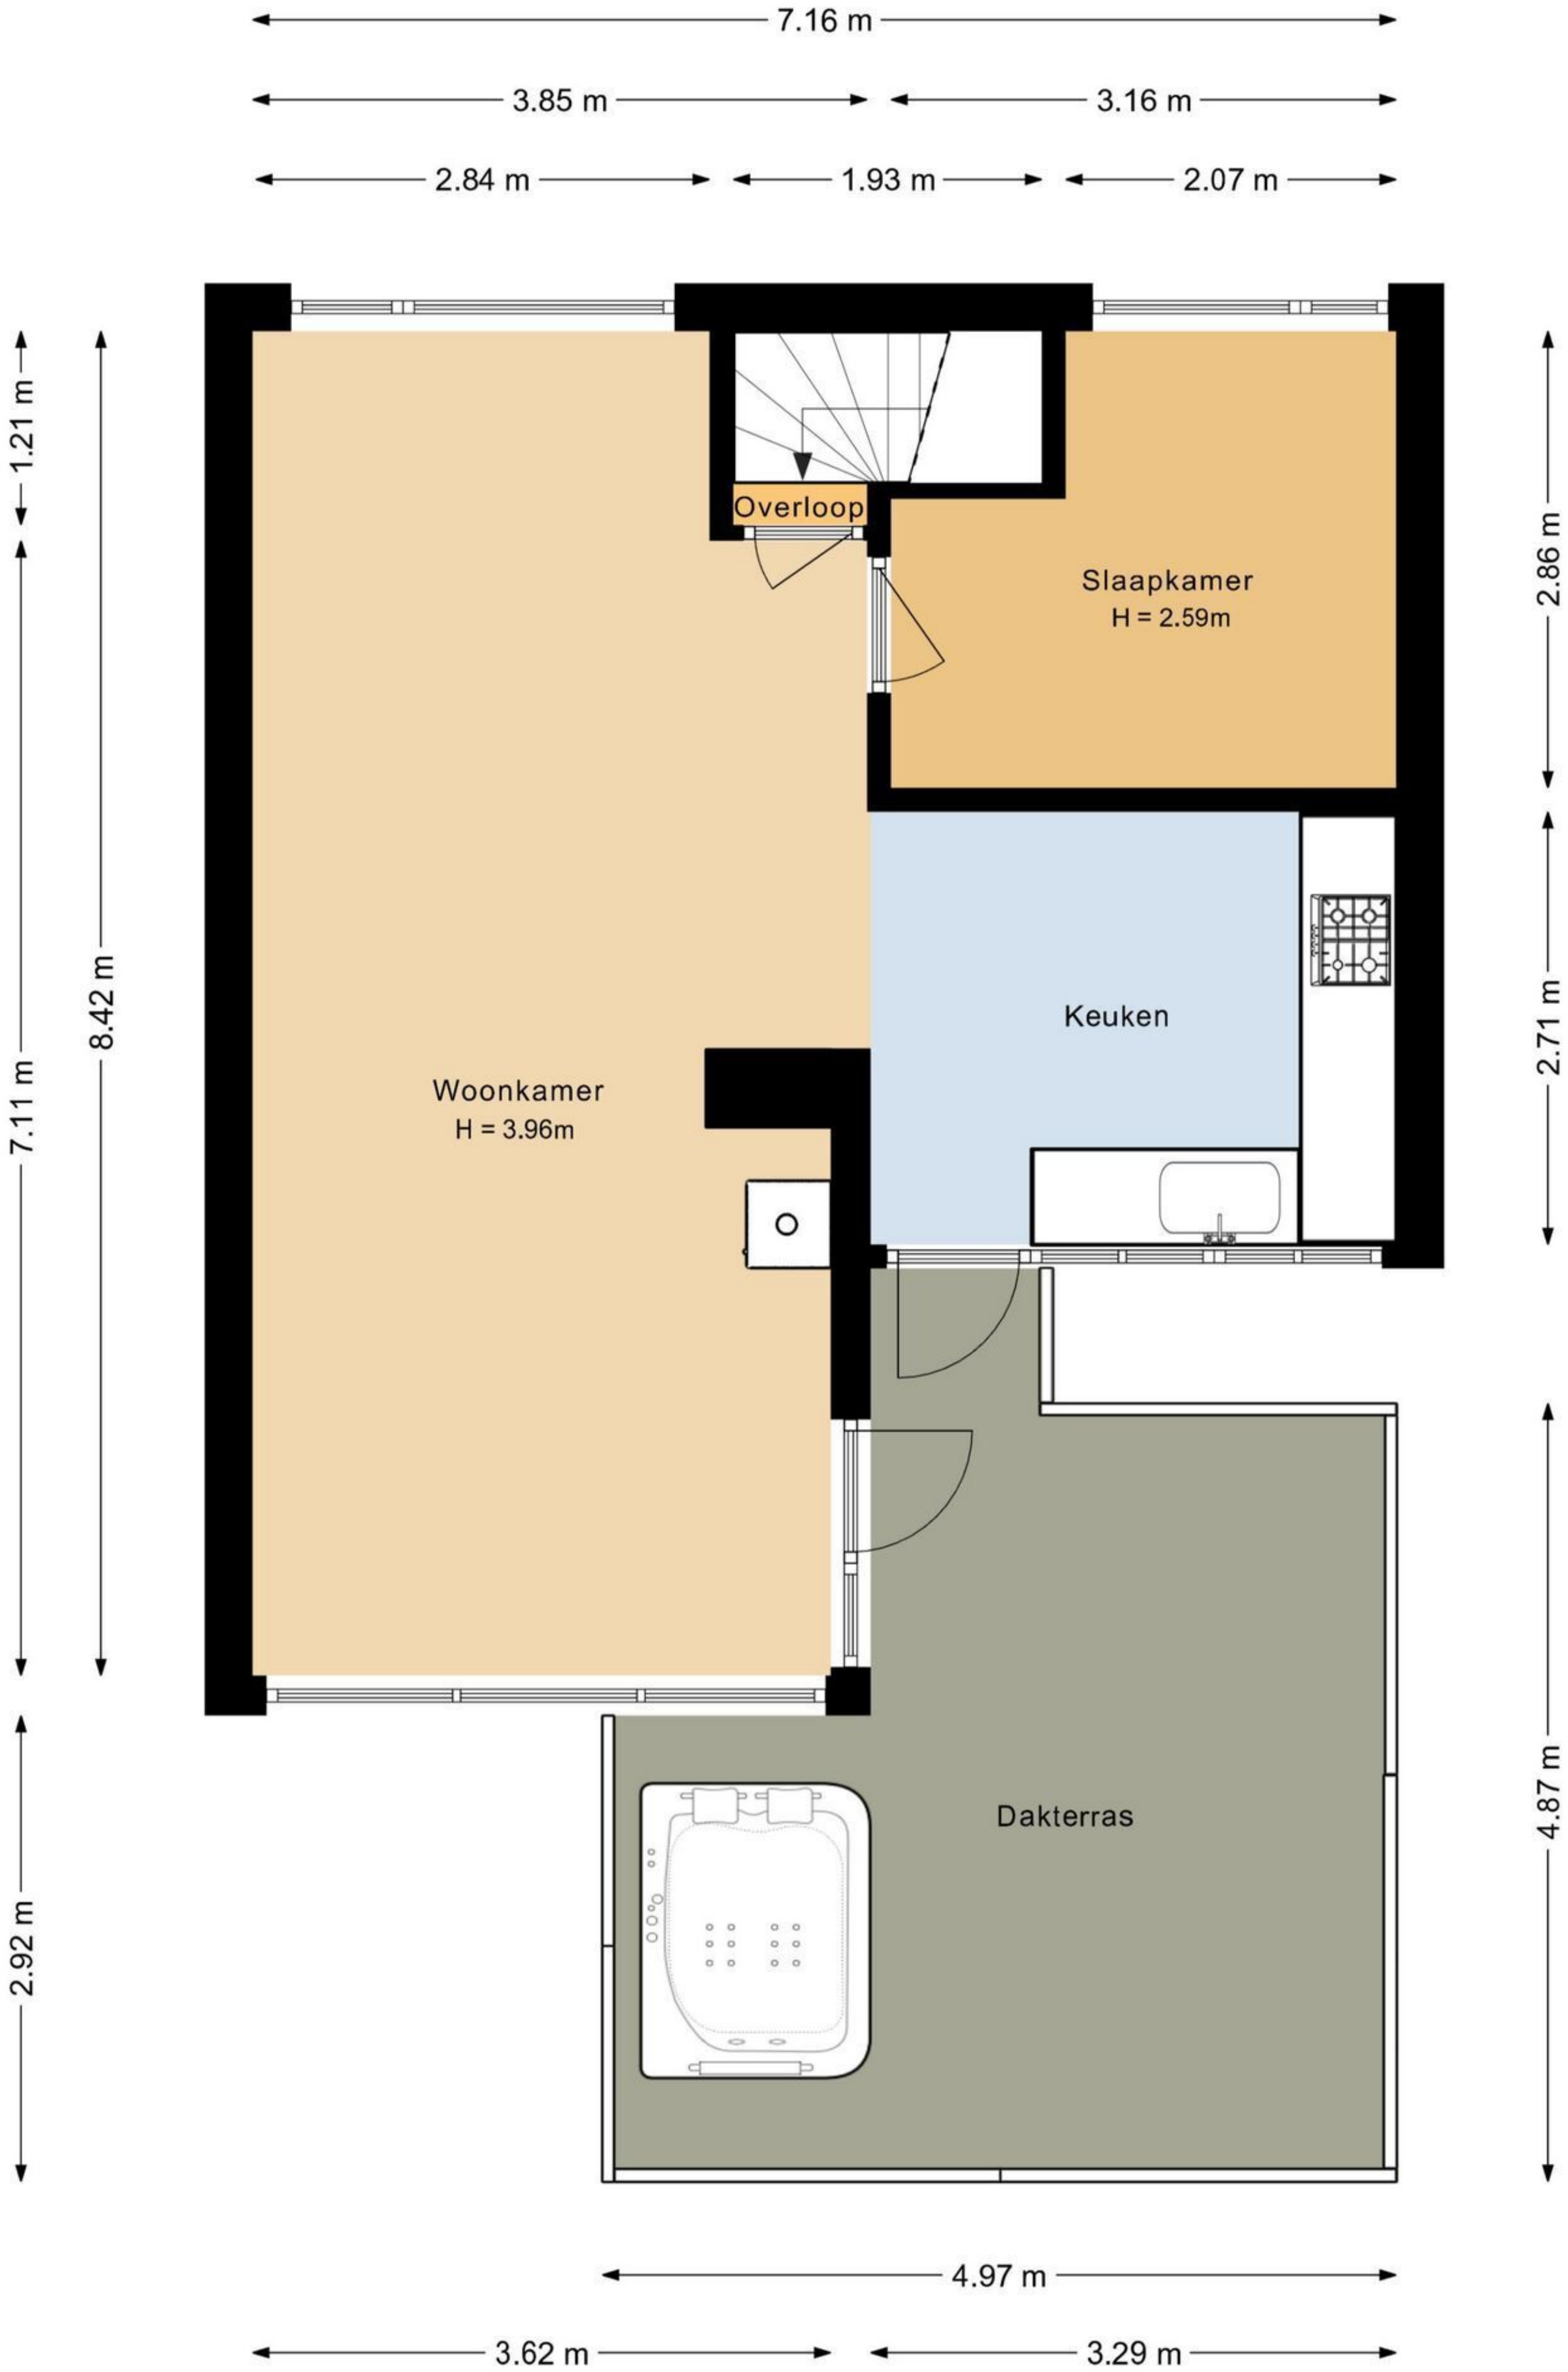 7.16 m
3.85 m
3.16 m
2.84 m
1.93 m
2.07 m
1.21 m
7.11 m
8.42 m
2.92 m
2.86 m
2.71 m
4.87 m
Overloop
Slaapkamer
H = 2.59m
Keuken
Woonkamer
H = 3.96m
Dakterras
4.97 m
3.62 m
3.29 m